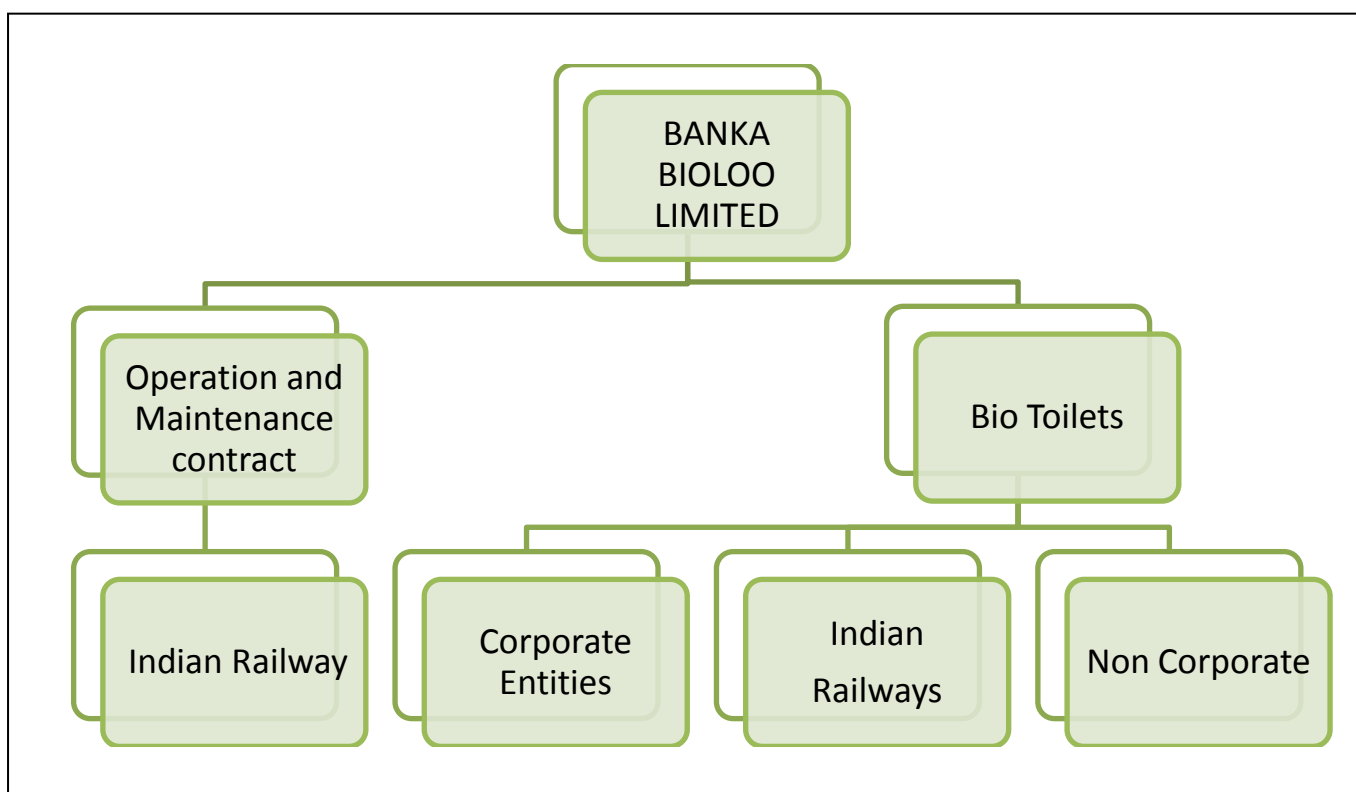 BANKA
BIOLOO
LIMITED
Operation and
Maintenance
contract
Bio Toilets
Indian Railway
Corporate
Entities
Indian
Railways
Non Corporate